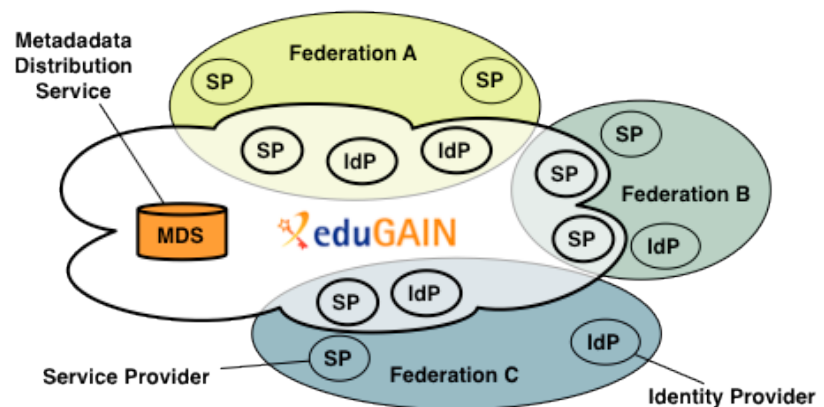 Metadadata
Distribution
Service
Federation A
SP
SP
SP
IdP
IdP
SP
SP
Federation B
SP
IdP
MDS
eduGAIN
SP
IdP
SP
IdP
Service Provider
Federation C
Identity Provider